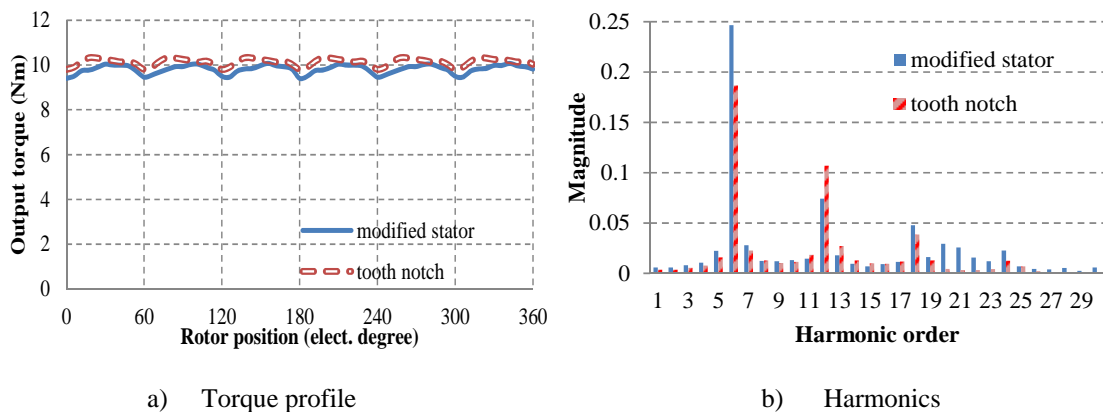 12
10
8
6
4
2
0
Output torque (Nm)
modified stator
tooth notch
0 60 120 180 240 300 360
Rotor position (elect. degree)
a) Torque profile
0.25
0.2
0.15
0.1
0.05
0
Magnitude
modified stator
tooth notch
1 3 5 7 9 11 13 15 17 19 21 23 25 27 29
Harmonic order
b) Harmonics